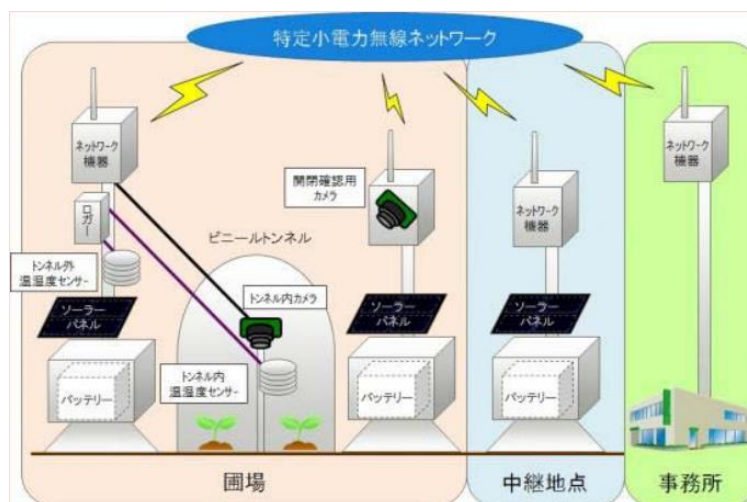 特定小電力無線ネットワーク
ネットワーク
機器
ロガー
トンネル外
温湿度センサー
ソーラー
パネル
バッテリー
ビニールトンネル
トンネル内カメラ
トンネル内
温湿度センサー
開閉確認用
カメラ
ソーラー
パネル
バッテリー
圃場
ネットワーク
機器
ソーラー
パネル
バッテリー
中継地点
ネットワーク
機器
事務所